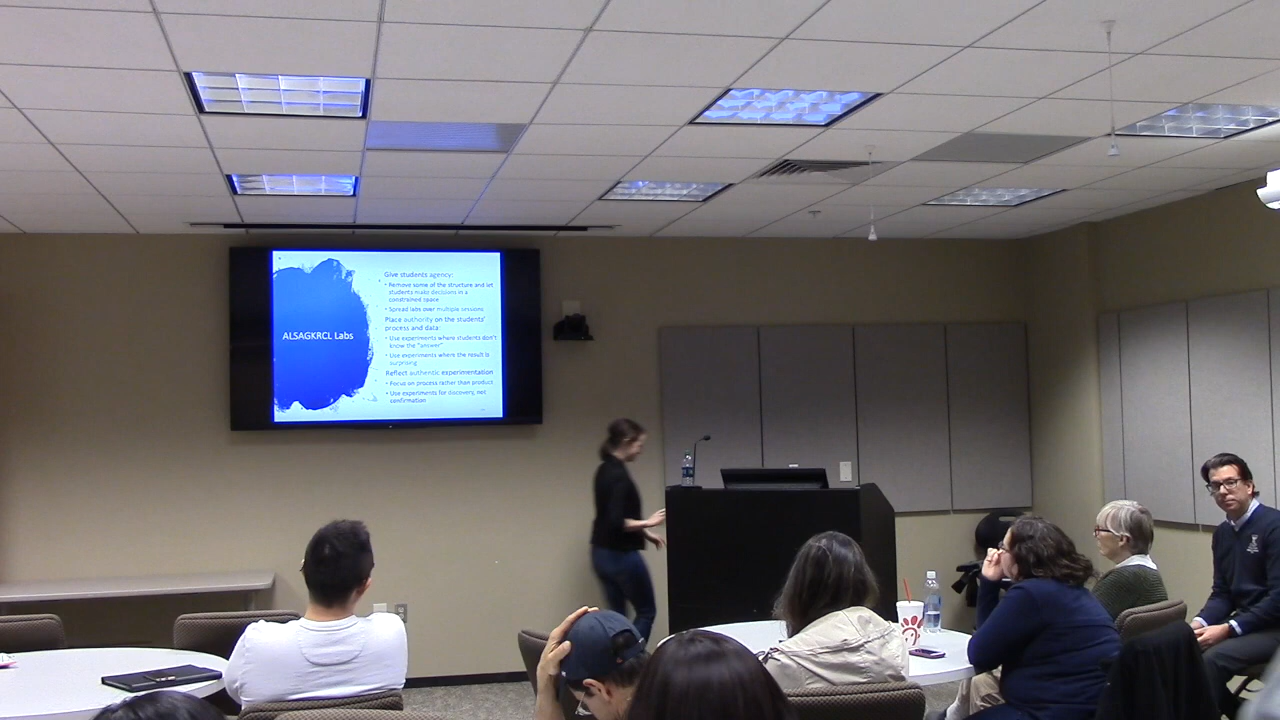 ALSAGKRCL Labs
Give students agency:
• Remove some of the structure and let
students make decisions in a
constrained space
• Spread labs over multiple sessions
Place authority on the students'
process and data:
• Use experiments where students don't
know the "answer"
• Use experiments where the result is
surprising
Reflect authentic experimentation
• Focus on process rather than product
• Use experiments for discovery, not
confirmation